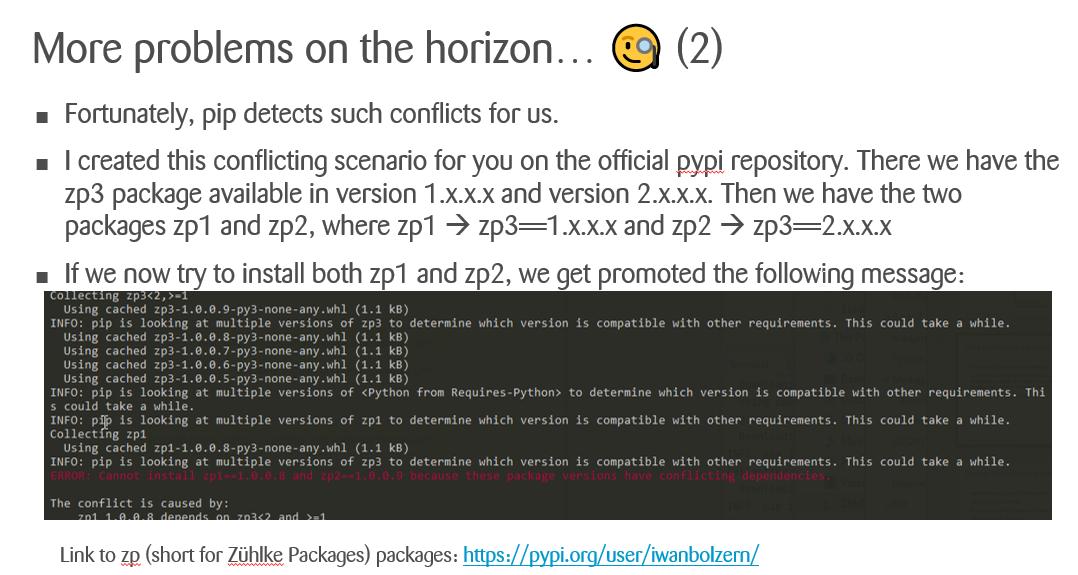 More problems on the horizon… 🧐 (2)
▪ Fortunately, pip detects such conflicts for us.
▪ I created this conflicting scenario for you on the official pypi repository. There we have the
zp3 package available in version 1.x.x.x and version 2.x.x.x. Then we have the two
packages zp1 and zp2, where zp1 → zp3==1.x.x.x and zp2 → zp3==2.x.x.x
▪ If we now try to install both zp1 and zp2, we get promoted the following message:
Collecting zp3<2,>=1
Using cached zp3-1.0.0.9-py3-none-any.whl (1.1 kB)
INFO: pip is looking at multiple versions of zp3 to determine which version is compatible with other requirements. This could take a while.
Using cached zp3-1.0.0.8-py3-none-any.whl (1.1 kB)
Using cached zp3-1.0.0.7-py3-none-any.whl (1.1 kB)
Using cached zp3-1.0.0.6-py3-none-any.whl (1.1 kB)
Using cached zp3-1.0.0.5-py3-none-any.whl (1.1 kB)
INFO: pip is looking at multiple versions of <Python from Requires-Python> to determine which version is compatible with other requirements. Thi
s could take a while.
INFO: pip is looking at multiple versions of zp1 to determine which version is compatible with other requirements. This could take a while.
Collecting zp1
Using cached zp1-1.0.0.8-py3-none-any.whl (1.1 kB)
INFO: pip is looking at multiple versions of zp3 to determine which version is compatible with other requirements. This could take a while.
ERROR: Cannot install zp1==1.0.0.8 and zp2==1.0.0.9 because these package versions have conflicting dependencies.
The conflict is caused by:
zp1 1.0.0.8 depends on zp3<2 and >=1
Link to zp (short for Zühlke Packages) packages: https://pypi.org/user/iwanbolzern/